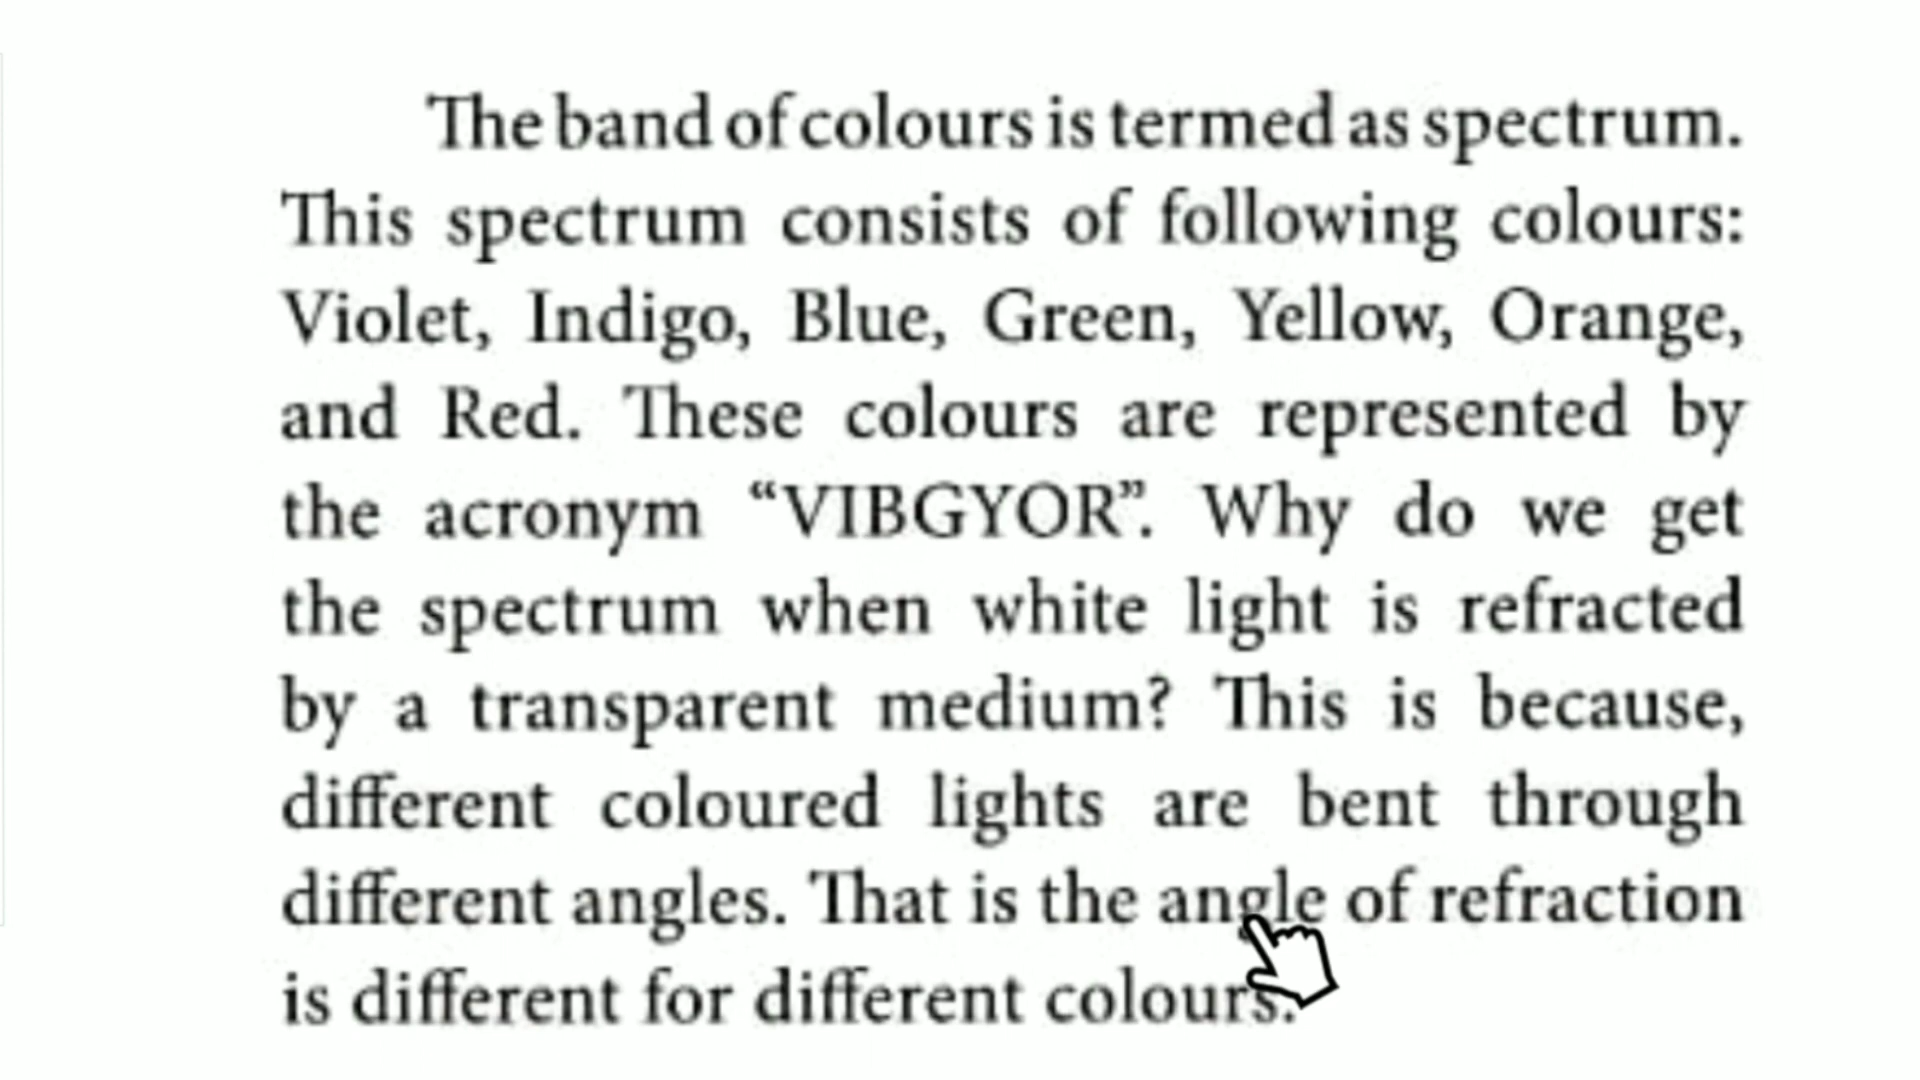 The band of colours is termed as spectrum.
This spectrum consists of following colours:
Violet, Indigo, Blue, Green, Yellow, Orange,
and Red. These colours are represented by
the acronym “VIBGYOR”. Why do we get
the spectrum when white light is refracted
by a transparent medium? This is because,
different coloured lights are bent through
different angles. That is the angle of refraction
is different for different colours.